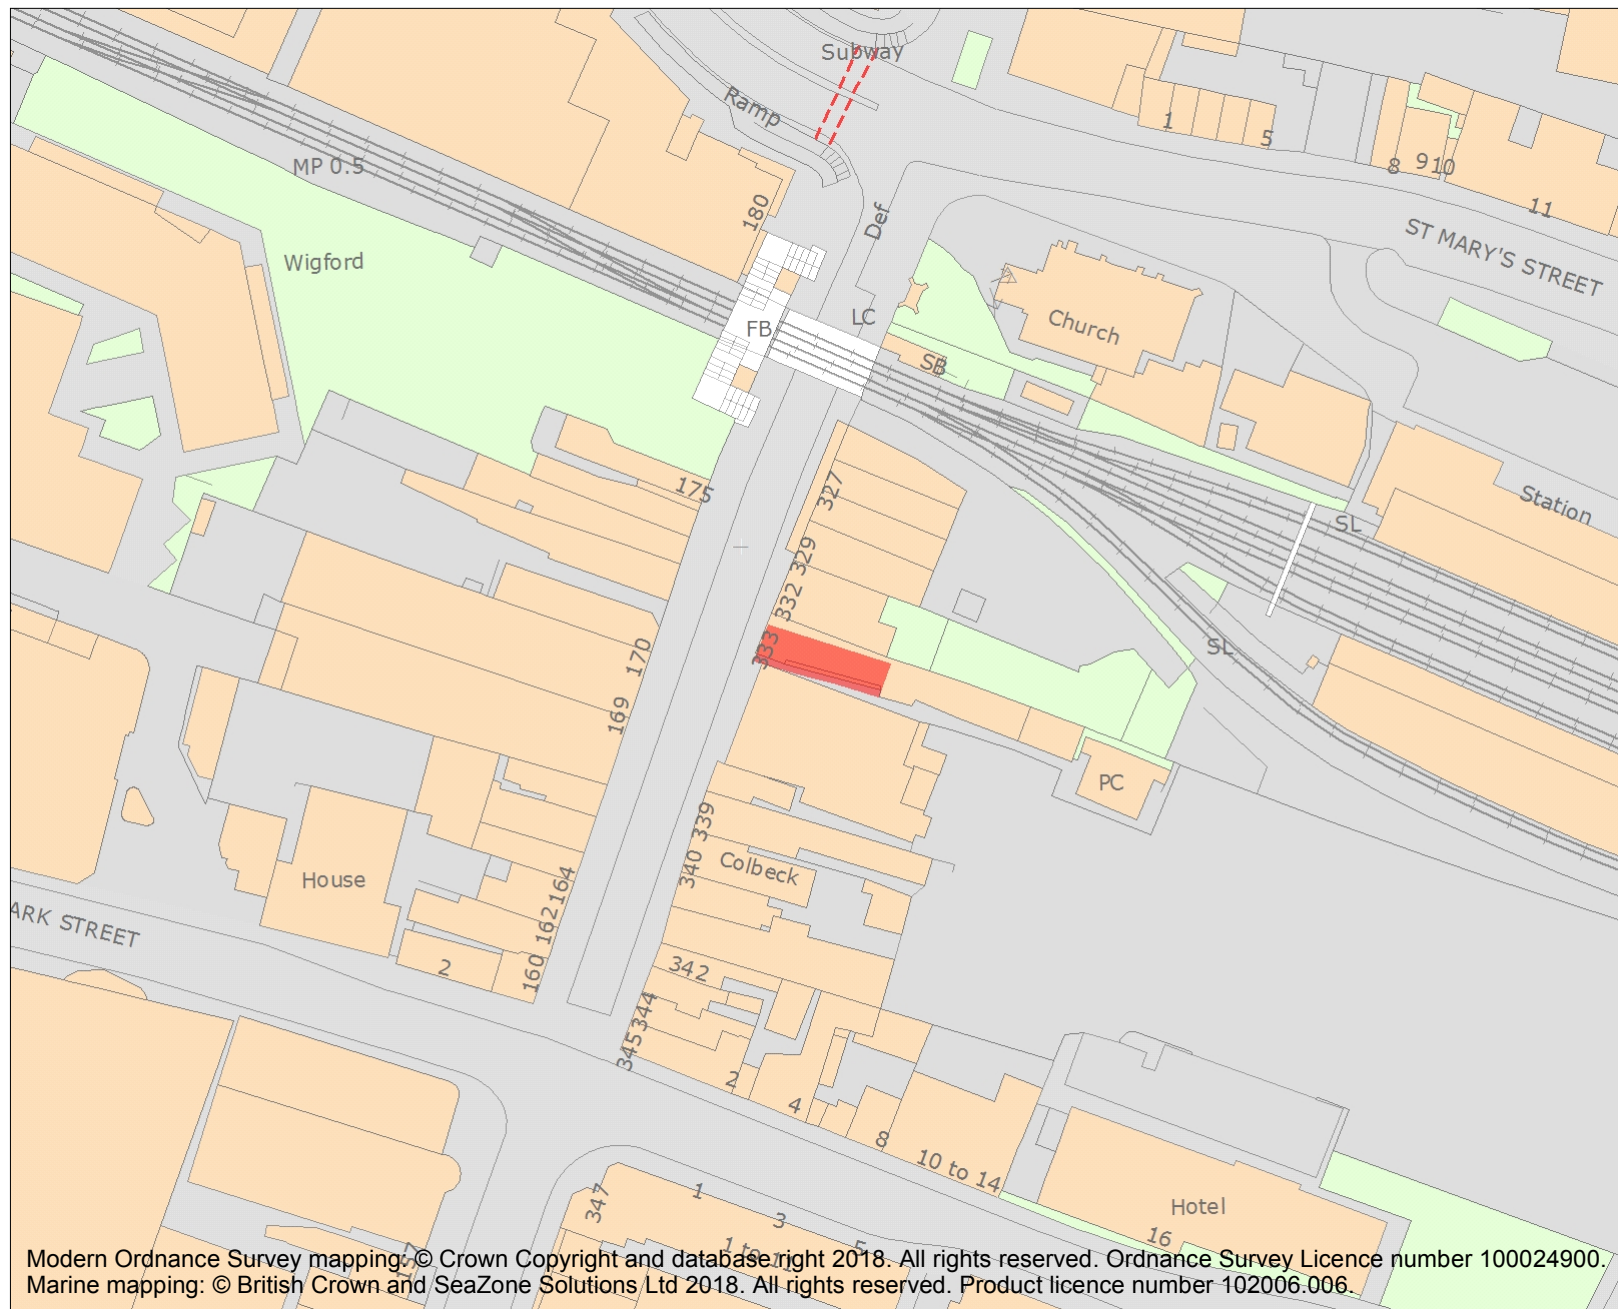 Subway
Ramp
1
5
8
9
10
11
MP 0.5
180
Def
ST MARY'S STREET
Wigford
FB
LC
Church
SB
175
327
Station
SL
329
332
SL
333
170
169
PC
339
340
Colbeck
House
164
162
160
ARK STREET
2
342
344
345
2
4
8
10 to 14
347
1
3
5
1 to 11
Hotel
16
157
Modern Ordnance Survey mapping: © Crown Copyright and database right 2018. All rights reserved. Ordnance Survey Licence number 100024900.
Marine mapping: © British Crown and SeaZone Solutions Ltd 2018. All rights reserved. Product licence number 102006.006.